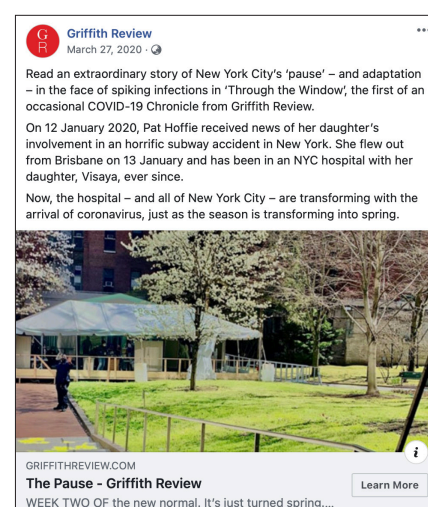 G
R
Griffith Review
March 27, 2020 ·
Read an extraordinary story of New York City's 'pause' – and adaptation
– in the face of spiking infections in 'Through the Window', the first of an
occasional COVID-19 Chronicle from Griffith Review.
On 12 January 2020, Pat Hoffie received news of her daughter's
involvement in an horrific subway accident in New York. She flew out
from Brisbane on 13 January and has been in an NYC hospital with her
daughter, Visaya, ever since.
Now, the hospital – and all of New York City – are transforming with the
arrival of coronavirus, just as the season is transforming into spring.
i
GRIFFITHREVIEW.COM
The Pause - Griffith Review
Learn More
WEEK TWO OF the new normal. It's just turned spring....